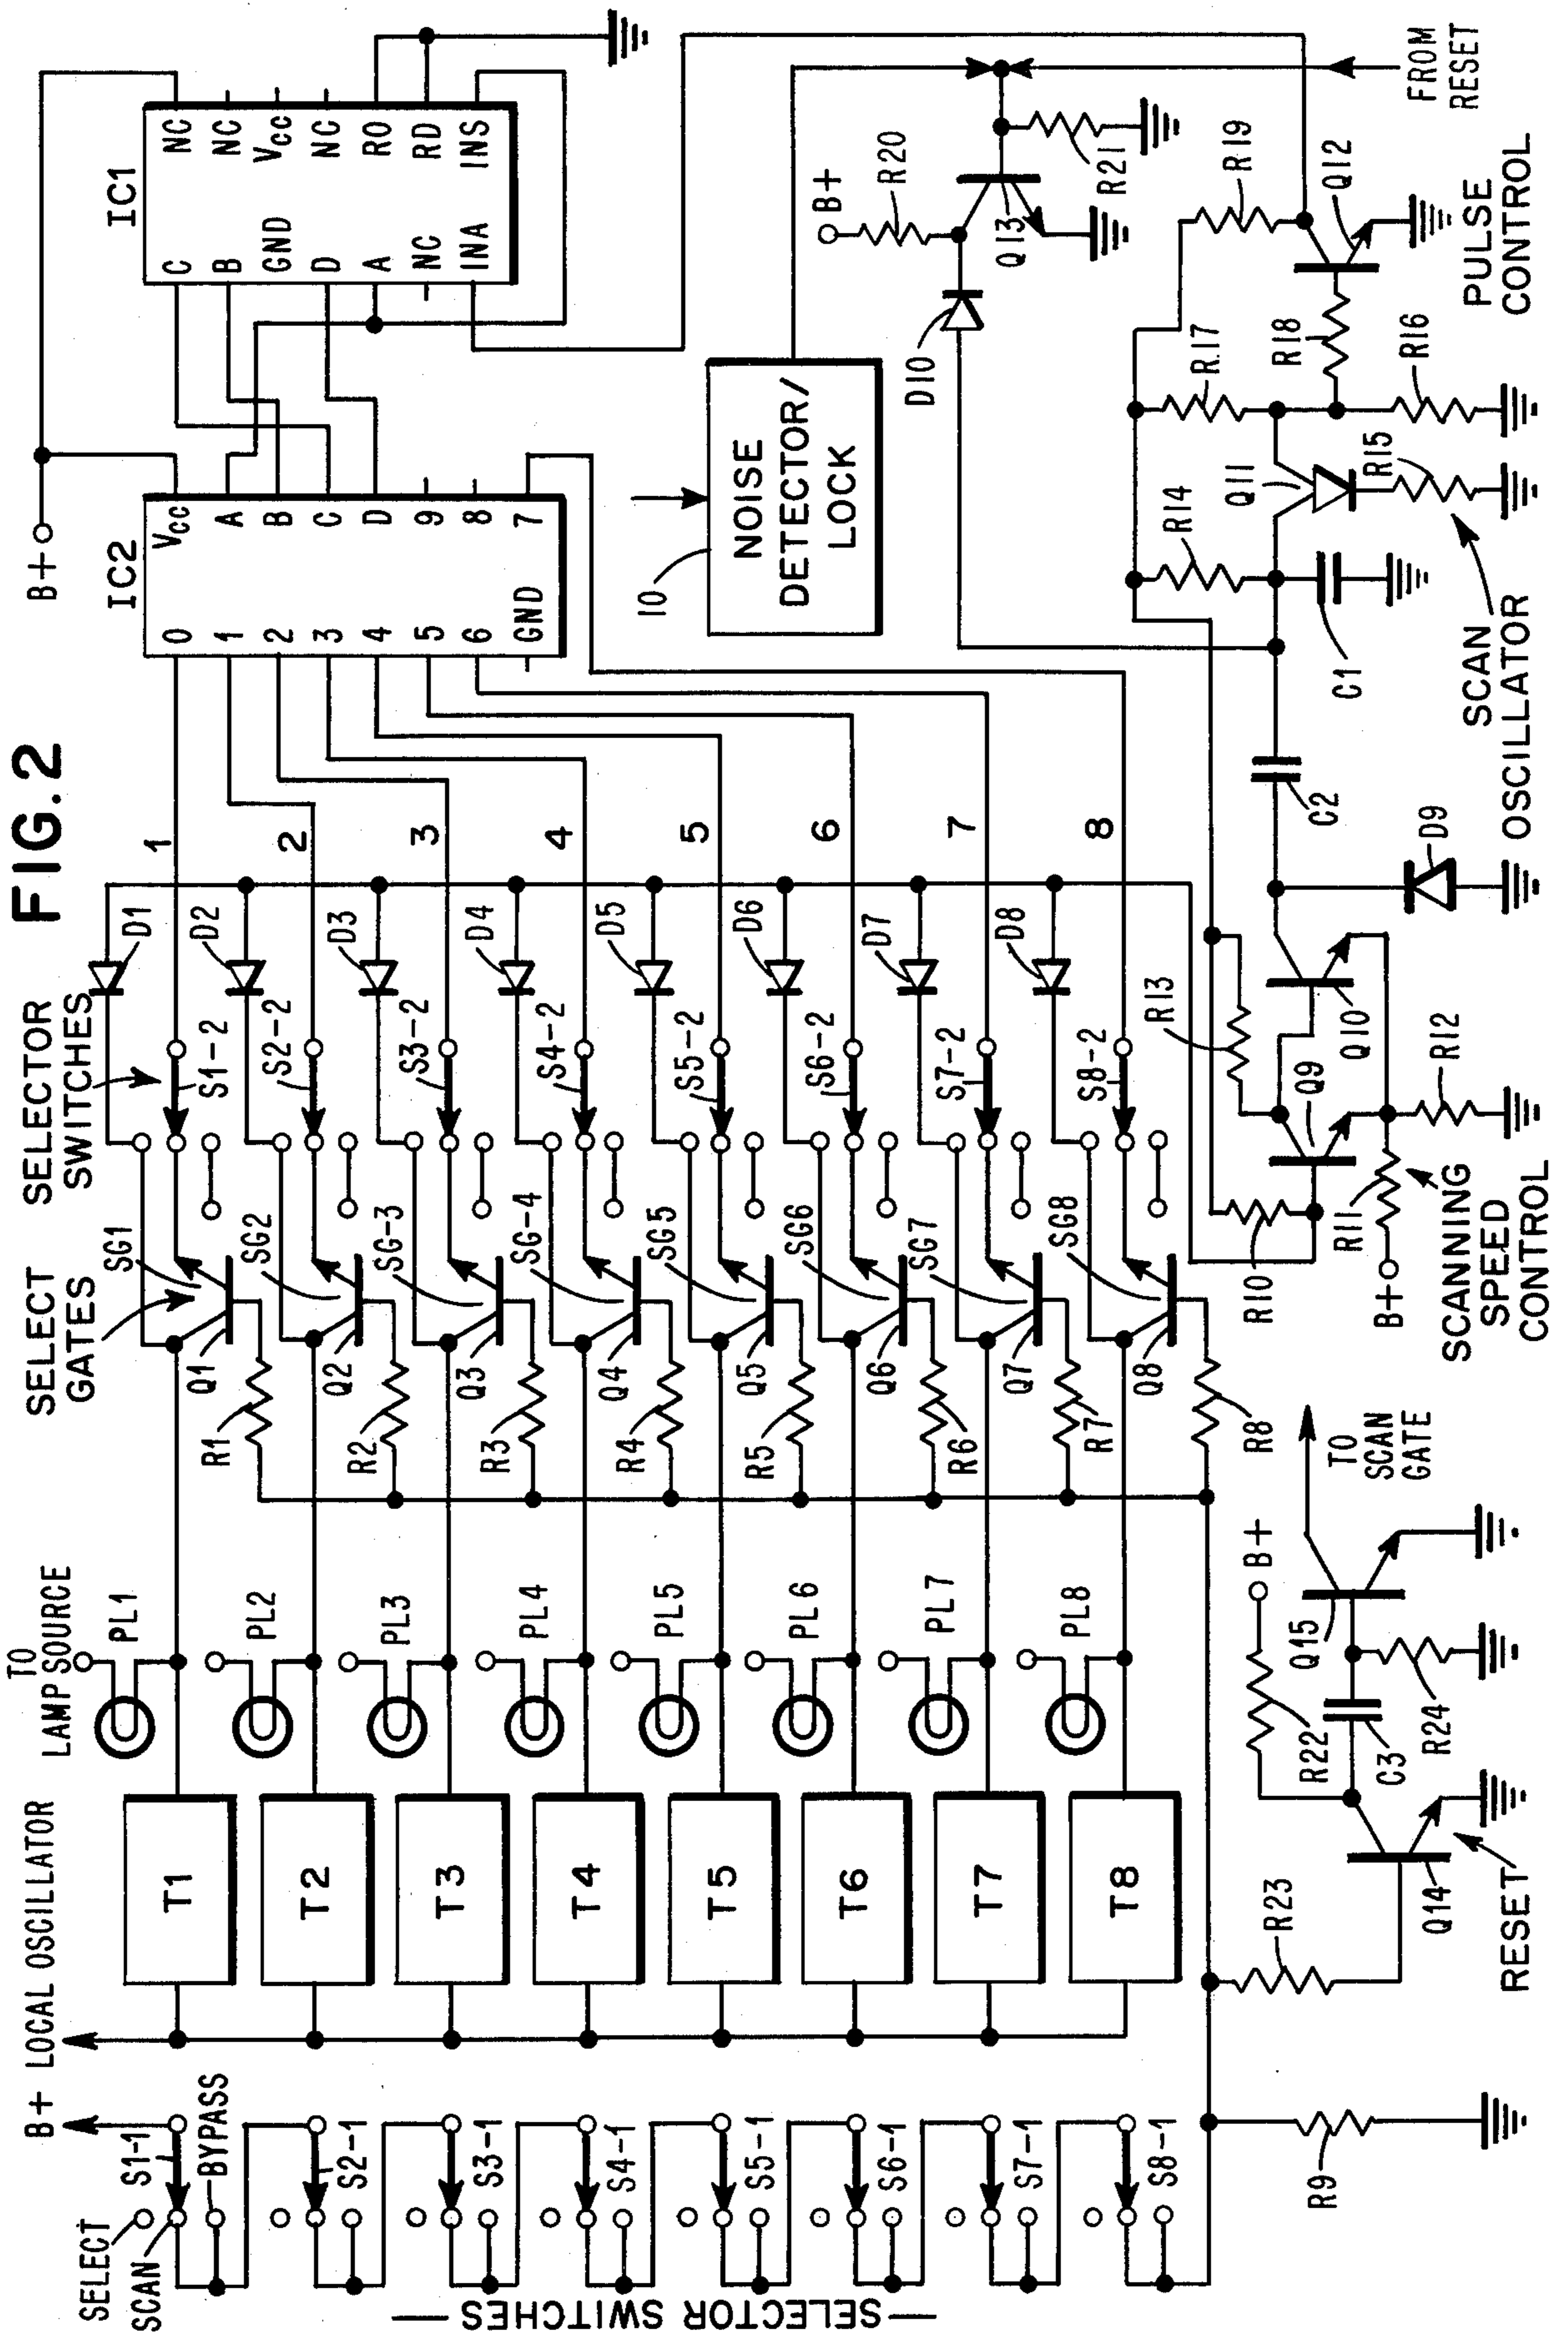 FIG. 2
B+
IC1
C
B
GND
D
A
NC
INA
NC
NC
Vcc
NC
RO
RD
INS
IC2
0
1
2
3
4
5
6
GND
Vcc
A
B
C
D
9
8
7
NOISE
DETECTOR/
LOCK
10
D10
B+
R20
Q13
R21
FROM
RESET
R19
Q12
PULSE
CONTROL
R17
R18
R16
R14
Q11
R15
C1
SCAN
OSCILLATOR
C2
D9
R13
Q10
Q9
R12
R10
R11
B+
SCANNING
SPEED
CONTROL
1
2
3
4
5
6
7
8
D1
D2
D3
D4
D5
D6
D7
D8
SELECTOR
SWITCHES
S1-2
S2-2
S3-2
S4-2
S5-2
S6-2
S7-2
S8-2
SELECT
GATES
SG1
SG2
SG-3
SG-4
SG5
SG6
SG7
SG8
Q1
Q2
Q3
Q4
Q5
Q6
Q7
Q8
R1
R2
R3
R4
R5
R6
R7
R8
TO
LAMP SOURCE
PL1
PL2
PL3
PL4
PL5
PL6
PL7
PL8
T1
T2
T3
T4
T5
T6
T7
T8
B+ LOCAL OSCILLATOR
S1-1
S2-1
S3-1
S4-1
S5-1
S6-1
S7-1
S8-1
SELECT
SCAN
BYPASS
—SELECTOR SWITCHES—
R9
R23
Q14
RESET
R22
C3
R24
Q15
B+
TO
SCAN
GATE